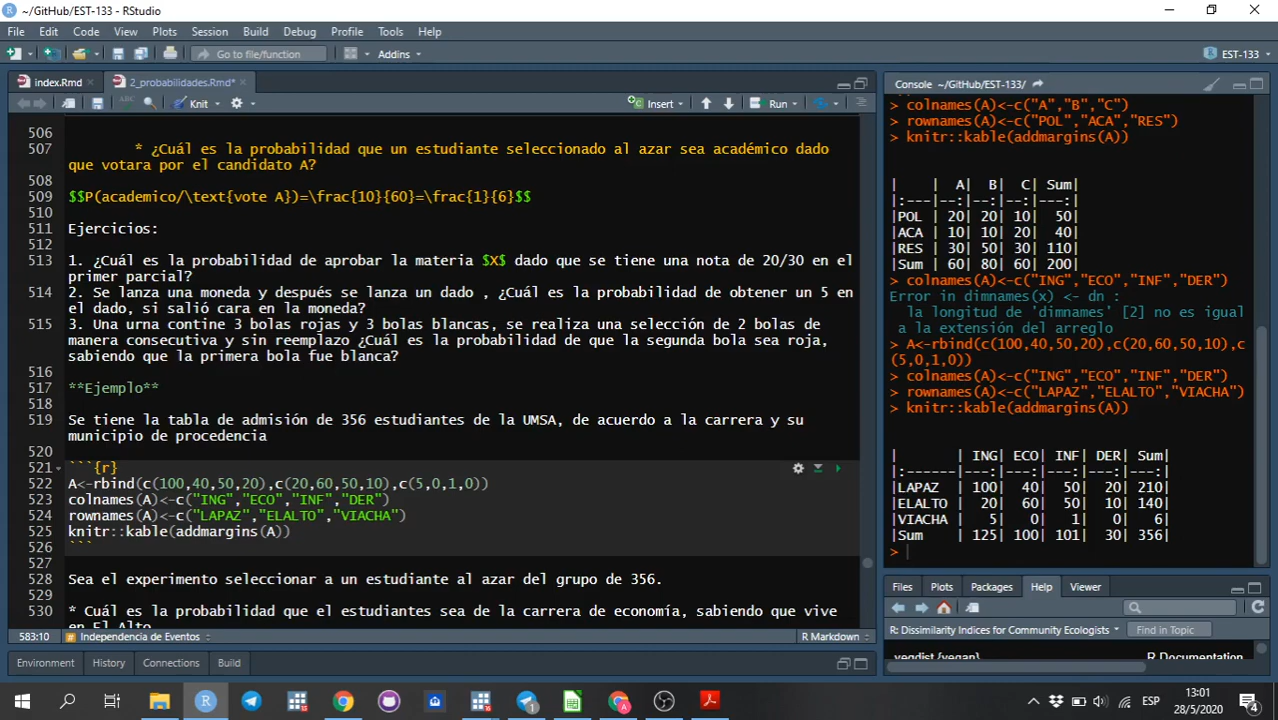 ~/GitHub/EST-133 - RStudio
File Edit Code View Plots Session Build Debug Profile Tools Help
Go to file/function Addins EST-133
index.Rmd 2_probabilidades.Rmd*
ABC Knit Insert Run
506
507 * ¿Cuál es la probabilidad que un estudiante seleccionado al azar sea académico dado
que votara por el candidato A?
508
509 $$P(academico/\text{vote A})=\frac{10}{60}=\frac{1}{6}$$
510
511 Ejercicios:
512
513 1. ¿Cuál es la probabilidad de aprobar la materia $X$ dado que se tiene una nota de 20/30 en el
primer parcial?
514 2. Se lanza una moneda y después se lanza un dado , ¿Cuál es la probabilidad de obtener un 5 en
el dado, si salió cara en la moneda?
515 3. Una urna contine 3 bolas rojas y 3 bolas blancas, se realiza una selección de 2 bolas de
manera consecutiva y sin reemplazo ¿Cuál es la probabilidad de que la segunda bola sea roja,
sabiendo que la primera bola fue blanca?
516
517 **Ejemplo**
518
519 Se tiene la tabla de admisión de 356 estudiantes de la UMSA, de acuerdo a la carrera y su
municipio de procedencia
520
521 ```{r}
522 A<-rbind(c(100,40,50,20),c(20,60,50,10),c(5,0,1,0))
523 colnames(A)<-c("ING","ECO","INF","DER")
524 rownames(A)<-c("LAPAZ","ELALTO","VIACHA")
525 knitr::kable(addmargins(A))
526 ```
527
528 Sea el experimento seleccionar a un estudiante al azar del grupo de 356.
529
530 * Cuál es la probabilidad que el estudiantes sea de la carrera de economía, sabiendo que vive
en El Alto
583:10 Independencia de Eventos R Markdown
Environment History Connections Build
Console ~/GitHub/EST-133/
> colnames(A)<-c("A","B","C")
> rownames(A)<-c("POL","ACA","RES")
> knitr::kable(addmargins(A))
| | A| B| C| Sum|
|:---|--:|--:|--:|---:|
|POL | 20| 20| 10| 50|
|ACA | 10| 10| 20| 40|
|RES | 30| 50| 30| 110|
|Sum | 60| 80| 60| 200|
> colnames(A)<-c("ING","ECO","INF","DER")
Error in dimnames(x) <- dn :
la longitud de 'dimnames' [2] no es igual
a la extensión del arreglo
> A<-rbind(c(100,40,50,20),c(20,60,50,10),c
(5,0,1,0))
> colnames(A)<-c("ING","ECO","INF","DER")
> rownames(A)<-c("LAPAZ","ELALTO","VIACHA")
> knitr::kable(addmargins(A))
| | ING| ECO| INF| DER| Sum|
|:------|---:|---:|---:|---:|---:|
|LAPAZ | 100| 40| 50| 20| 210|
|ELALTO | 20| 60| 50| 10| 140|
|VIACHA | 5| 0| 1| 0| 6|
|Sum | 125| 100| 101| 30| 356|
>
Files Plots Packages Help Viewer
R: Dissimilarity Indices for Community Ecologists Find in Topic
vegdist {vegan} R Documentation
ESP 13:01
28/5/2020 4